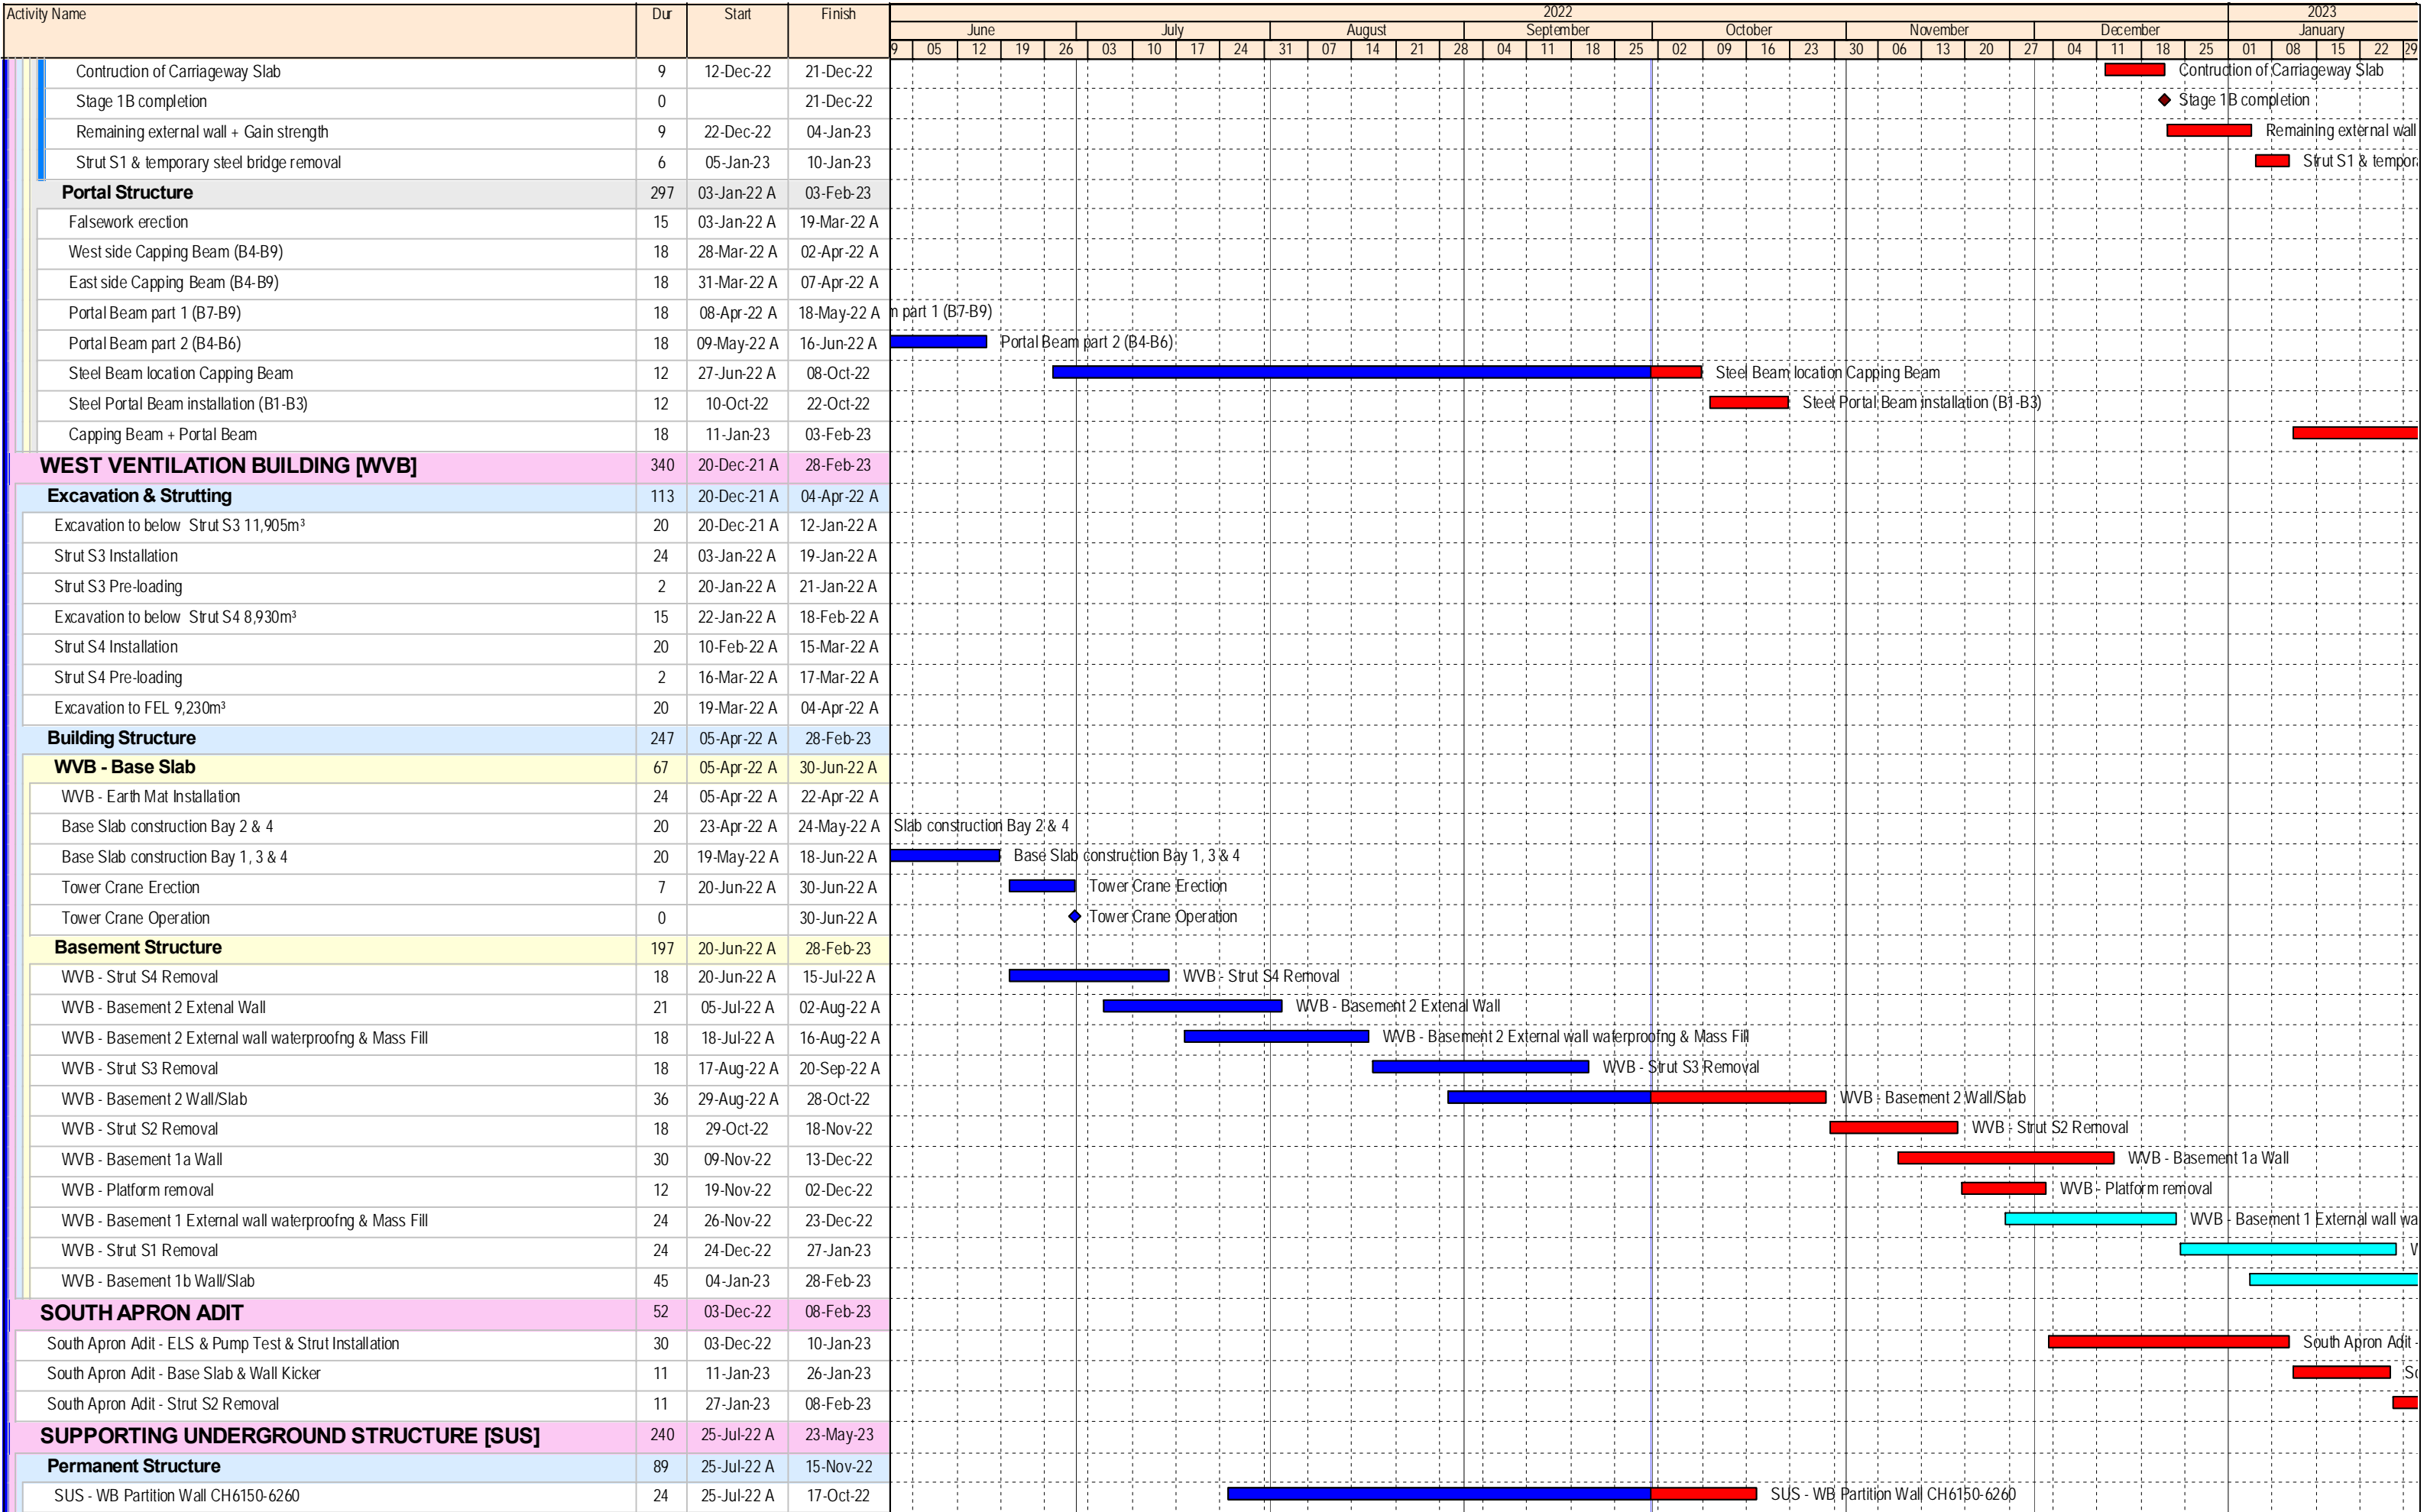 Activity Name Dur Start Finish 2022 2023
June July August September October November December January
9 05 12 19 26 03 10 17 24 31 07 14 21 28 04 11 18 25 02 09 16 23 30 06 13 20 27 04 11 18 25 01 08 15 22 29
Contruction of Carriageway Slab 9 12-Dec-22 21-Dec-22 Contruction of Carriageway Slab
Stage 1B completion 0 21-Dec-22 Stage 1B completion
Remaining external wall + Gain strength 9 22-Dec-22 04-Jan-23 Remaining external wall
Strut S1 & temporary steel bridge removal 6 05-Jan-23 10-Jan-23 Strut S1 & tempora
Portal Structure 297 03-Jan-22 A 03-Feb-23
Falsework erection 15 03-Jan-22 A 19-Mar-22 A
West side Capping Beam (B4-B9) 18 28-Mar-22 A 02-Apr-22 A
East side Capping Beam (B4-B9) 18 31-Mar-22 A 07-Apr-22 A
Portal Beam part 1 (B7-B9) 18 08-Apr-22 A 18-May-22 A m part 1 (B7-B9)
Portal Beam part 2 (B4-B6) 18 09-May-22 A 16-Jun-22 A Portal Beam part 2 (B4-B6)
Steel Beam location Capping Beam 12 27-Jun-22 A 08-Oct-22 Steel Beam location Capping Beam
Steel Portal Beam installation (B1-B3) 12 10-Oct-22 22-Oct-22 Steel Portal Beam installation (B1-B3)
Capping Beam + Portal Beam 18 11-Jan-23 03-Feb-23
WEST VENTILATION BUILDING [WVB] 340 20-Dec-21 A 28-Feb-23
Excavation & Strutting 113 20-Dec-21 A 04-Apr-22 A
Excavation to below Strut S3 11,905m³ 20 20-Dec-21 A 12-Jan-22 A
Strut S3 Installation 24 03-Jan-22 A 19-Jan-22 A
Strut S3 Pre-loading 2 20-Jan-22 A 21-Jan-22 A
Excavation to below Strut S4 8,930m³ 15 22-Jan-22 A 18-Feb-22 A
Strut S4 Installation 20 10-Feb-22 A 15-Mar-22 A
Strut S4 Pre-loading 2 16-Mar-22 A 17-Mar-22 A
Excavation to FEL 9,230m³ 20 19-Mar-22 A 04-Apr-22 A
Building Structure 247 05-Apr-22 A 28-Feb-23
WVB - Base Slab 67 05-Apr-22 A 30-Jun-22 A
WVB - Earth Mat Installation 24 05-Apr-22 A 22-Apr-22 A
Base Slab construction Bay 2 & 4 20 23-Apr-22 A 24-May-22 A Slab construction Bay 2 & 4
Base Slab construction Bay 1, 3 & 4 20 19-May-22 A 18-Jun-22 A Base Slab construction Bay 1, 3 & 4
Tower Crane Erection 7 20-Jun-22 A 30-Jun-22 A Tower Crane Erection
Tower Crane Operation 0 30-Jun-22 A Tower Crane Operation
Basement Structure 197 20-Jun-22 A 28-Feb-23
WVB - Strut S4 Removal 18 20-Jun-22 A 15-Jul-22 A WVB - Strut S4 Removal
WVB - Basement 2 Extenal Wall 21 05-Jul-22 A 02-Aug-22 A WVB - Basement 2 Extenal Wall
WVB - Basement 2 External wall waterproofng & Mass Fill 18 18-Jul-22 A 16-Aug-22 A WVB - Basement 2 External wall waterproofng & Mass Fill
WVB - Strut S3 Removal 18 17-Aug-22 A 20-Sep-22 A WVB - Strut S3 Removal
WVB - Basement 2 Wall/Slab 36 29-Aug-22 A 28-Oct-22 WVB - Basement 2 Wall/Slab
WVB - Strut S2 Removal 18 29-Oct-22 18-Nov-22 WVB - Strut S2 Removal
WVB - Basement 1a Wall 30 09-Nov-22 13-Dec-22 WVB - Basement 1a Wall
WVB - Platform removal 12 19-Nov-22 02-Dec-22 WVB - Platform removal
WVB - Basement 1 External wall waterproofng & Mass Fill 24 26-Nov-22 23-Dec-22 WVB - Basement 1 External wall wa
WVB - Strut S1 Removal 24 24-Dec-22 27-Jan-23
WVB - Basement 1b Wall/Slab 45 04-Jan-23 28-Feb-23
SOUTH APRON ADIT 52 03-Dec-22 08-Feb-23
South Apron Adit - ELS & Pump Test & Strut Installation 30 03-Dec-22 10-Jan-23 South Apron Adit -
South Apron Adit - Base Slab & Wall Kicker 11 11-Jan-23 26-Jan-23 So
South Apron Adit - Strut S2 Removal 11 27-Jan-23 08-Feb-23
SUPPORTING UNDERGROUND STRUCTURE [SUS] 240 25-Jul-22 A 23-May-23
Permanent Structure 89 25-Jul-22 A 15-Nov-22
SUS - WB Partition Wall CH6150-6260 24 25-Jul-22 A 17-Oct-22 SUS - WB Partition Wall CH6150-6260